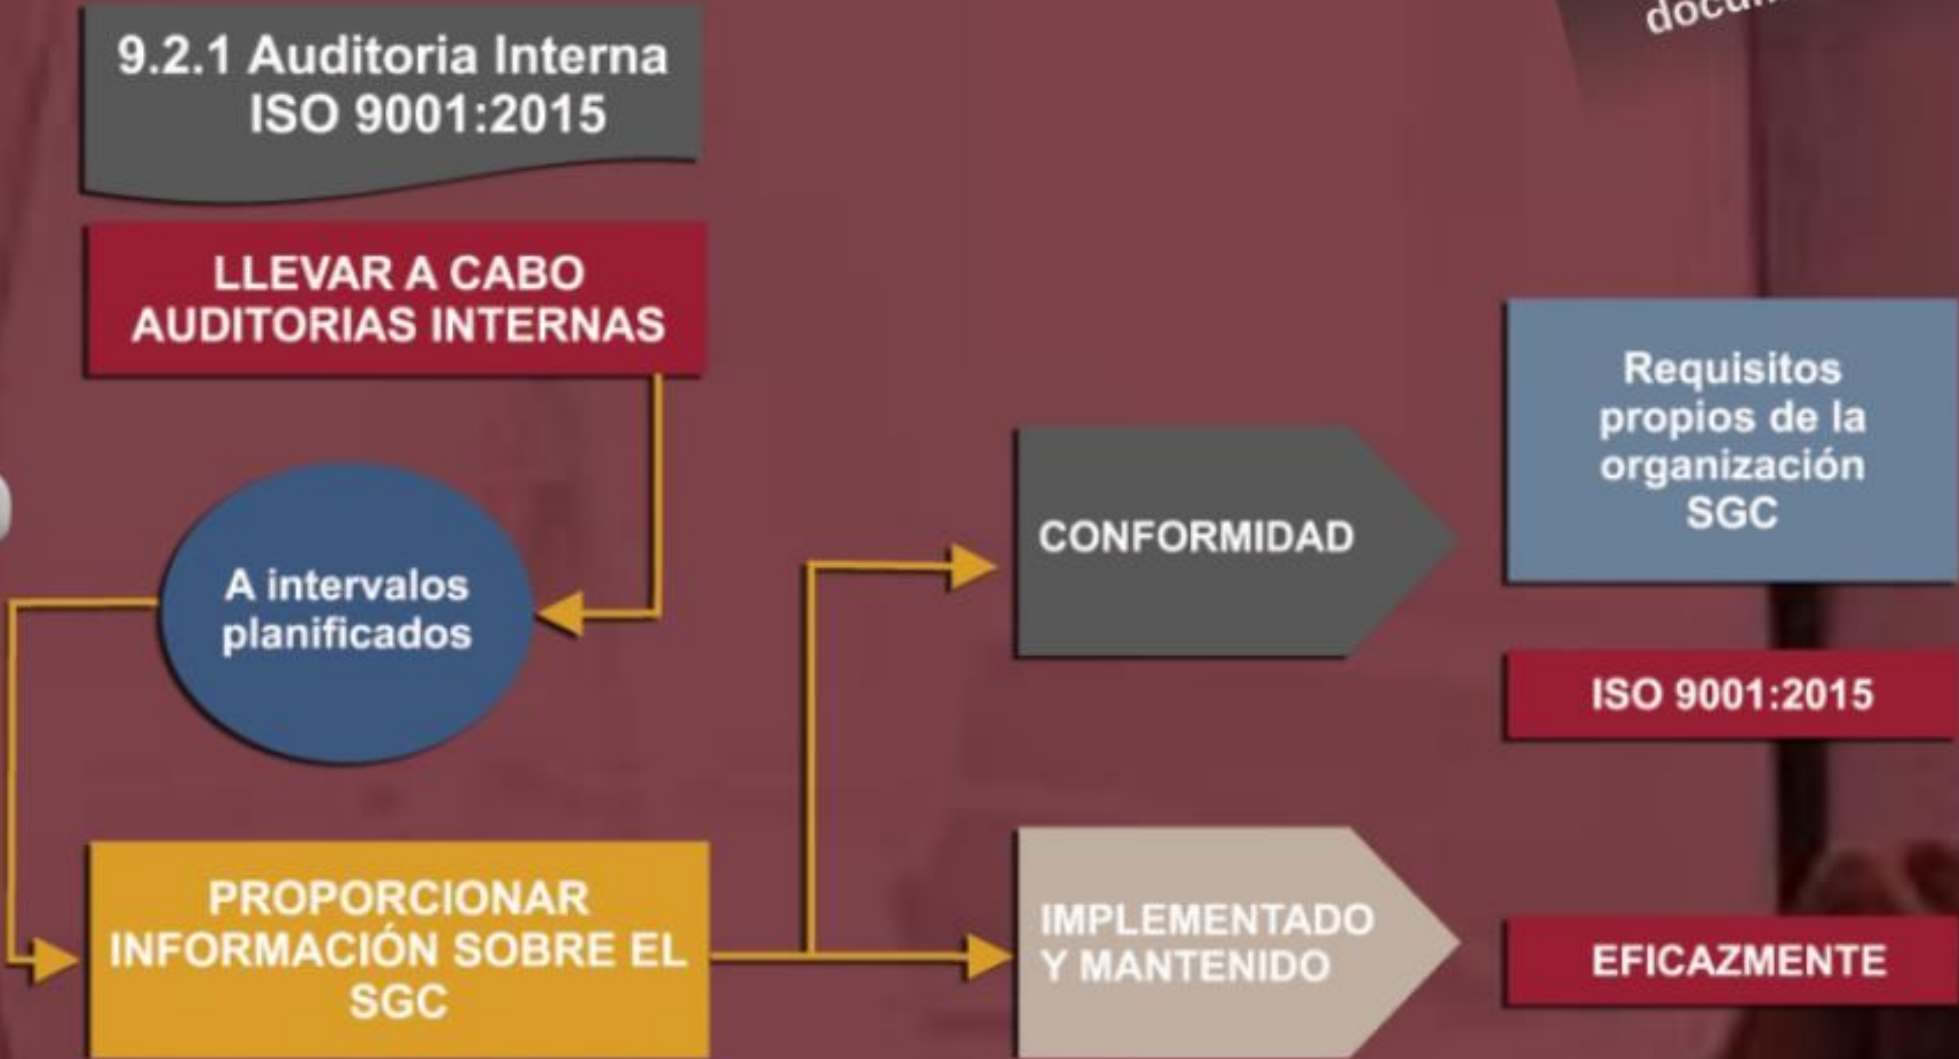 9.2.1 Auditoria Interna
ISO 9001:2015
LLEVAR A CABO
AUDITORIAS INTERNAS
A intervalos
planificados
PROPORCIONAR
INFORMACIÓN SOBRE EL
SGC
CONFORMIDAD
Requisitos
propios de la
organización
SGC
ISO 9001:2015
IMPLEMENTADO
Y MANTENIDO
EFICAZMENTE